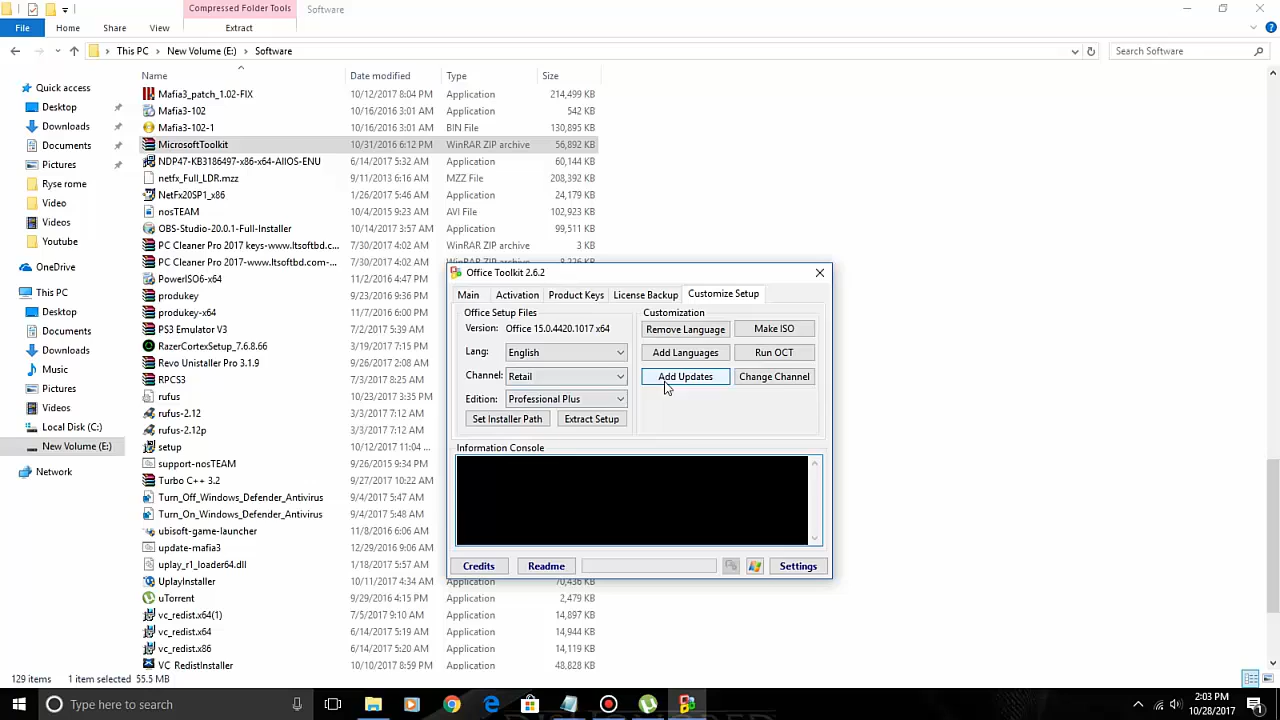 Compressed Folder Tools
Software
File
Home
Share
View
Extract
This PC
New Volume (E:)
Software
Search Software
Name
Date modified
Type
Size
Quick access
Desktop
Downloads
Documents
Pictures
Ryse rome
Video
Videos
Youtube
OneDrive
This PC
Desktop
Documents
Downloads
Music
Pictures
Videos
Local Disk (C:)
New Volume (E:)
Network
Mafia3_patch_1.02-FIX 10/12/2017 8:04 PM Application 214,499 KB
Mafia3-102 10/16/2016 3:01 AM Application 542 KB
Mafia3-102-1 10/16/2016 3:01 AM BIN File 130,895 KB
MicrosoftToolkit 10/31/2016 6:12 PM WinRAR ZIP archive 56,892 KB
NDP47-KB3186497-x86-x64-AllOS-ENU 6/14/2017 5:32 AM Application 60,144 KB
netfx_Full_LDR.mzz 9/11/2013 6:16 AM MZZ File 208,392 KB
NetFx20SP1_x86 1/26/2017 5:46 AM Application 24,179 KB
nosTEAM 10/4/2015 9:23 AM AVI File 102,923 KB
OBS-Studio-20.0.1-Full-Installer 10/14/2017 3:57 AM Application 99,511 KB
PC Cleaner Pro 2017 keys-www.ltsoftbd.c... 7/30/2017 4:02 AM WinRAR ZIP archive 3 KB
PC Cleaner Pro 2017-www.ltsoftbd.com-... 7/30/2017 4:02 AM
PowerISO6-x64 11/2/2016 4:47 PM
produkey 9/23/2016 9:36 PM
produkey-x64 11/7/2016 6:00 PM
PS3 Emulator V3 7/2/2017 5:39 AM
RazerCortexSetup_7.6.8.66 3/19/2017 7:15 PM
Revo Unistaller Pro 3.1.9 9/26/2017 2:08 AM
RPCS3 7/3/2017 8:25 AM
rufus 10/23/2017 3:35 PM
rufus-2.12 3/3/2017 7:12 AM
rufus-2.12p 3/3/2017 7:12 AM
setup 10/12/2017 11:04 ...
support-nosTEAM 9/26/2015 9:34 PM
Turbo C++ 3.2 9/27/2017 10:22 AM
Turn_Off_Windows_Defender_Antivirus 9/4/2017 5:48 AM
Turn_On_Windows_Defender_Antivirus 9/4/2017 5:47 AM
ubisoft-game-launcher 11/8/2016 6:06 AM
update-mafia3 12/29/2016 9:06 AM
uplay_r1_loader64.dll 1/18/2017 5:57 AM
UplayInstaller 10/11/2017 4:34 AM Application 70,436 KB
uTorrent 9/29/2016 4:15 PM Application 2,479 KB
vc_redist.x64(1) 7/5/2017 9:10 AM Application 14,897 KB
vc_redist.x64 6/14/2017 5:19 AM Application 14,944 KB
vc_redist.x86 6/14/2017 5:20 AM Application 14,119 KB
VC_RedistInstaller 10/10/2017 8:59 PM Application 48,828 KB
Office Toolkit 2.6.2
Main
Activation
Product Keys
License Backup
Customize Setup
Office Setup Files
Version: Office 15.0.4420.1017 x64
Lang: English
Channel: Retail
Edition: Professional Plus
Set Installer Path
Extract Setup
Customization
Remove Language
Make ISO
Add Languages
Run OCT
Add Updates
Change Channel
Information Console
Credits
Readme
Settings
129 items
1 item selected 55.5 MB
Type here to search
2:03 PM
10/28/2017